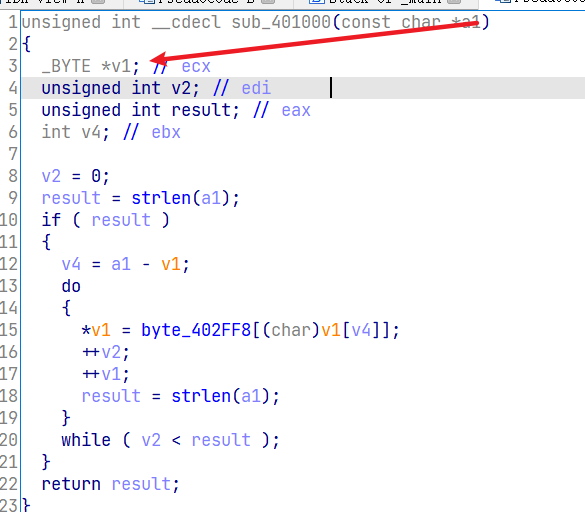 1 unsigned int __cdecl sub_401000(const char *a1)
2 {
3   _BYTE *v1; // ecx
4   unsigned int v2; // edi
5   unsigned int result; // eax
6   int v4; // ebx
7
8   v2 = 0;
9   result = strlen(a1);
10   if ( result )
11   {
12     v4 = a1 - v1;
13     do
14     {
15       *v1 = byte_402FF8[(char)v1[v4]];
16       ++v2;
17       ++v1;
18       result = strlen(a1);
19     }
20     while ( v2 < result );
21   }
22   return result;
23 }